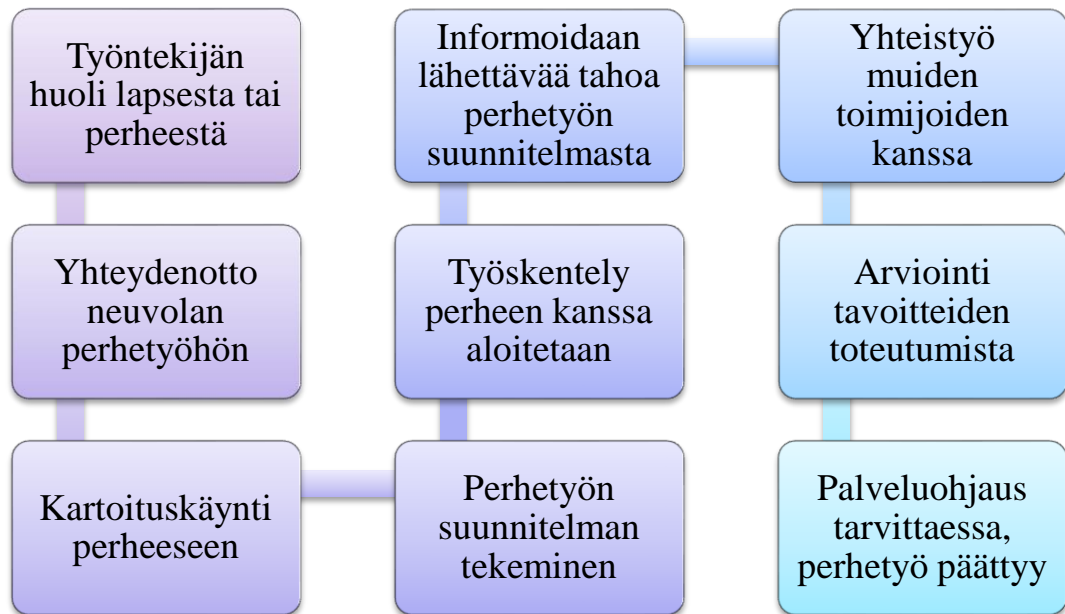 Työntekijän
huoli lapsesta tai
perheestä
Yhteydenotto
neuvolan
perhetyöhön
Kartoituskäynti
perheeseen
Perhetyön
suunnitelman
tekeminen
Työskentely
perheen kanssa
aloitetaan
Informoidaan
lähettävää tahoa
perhetyön
suunnitelmasta
Yhteistyö
muiden
toimijoiden
kanssa
Arviointi
tavoitteiden
toteutumista
Palveluohjaus
tarvittaessa,
perhetyö päättyy